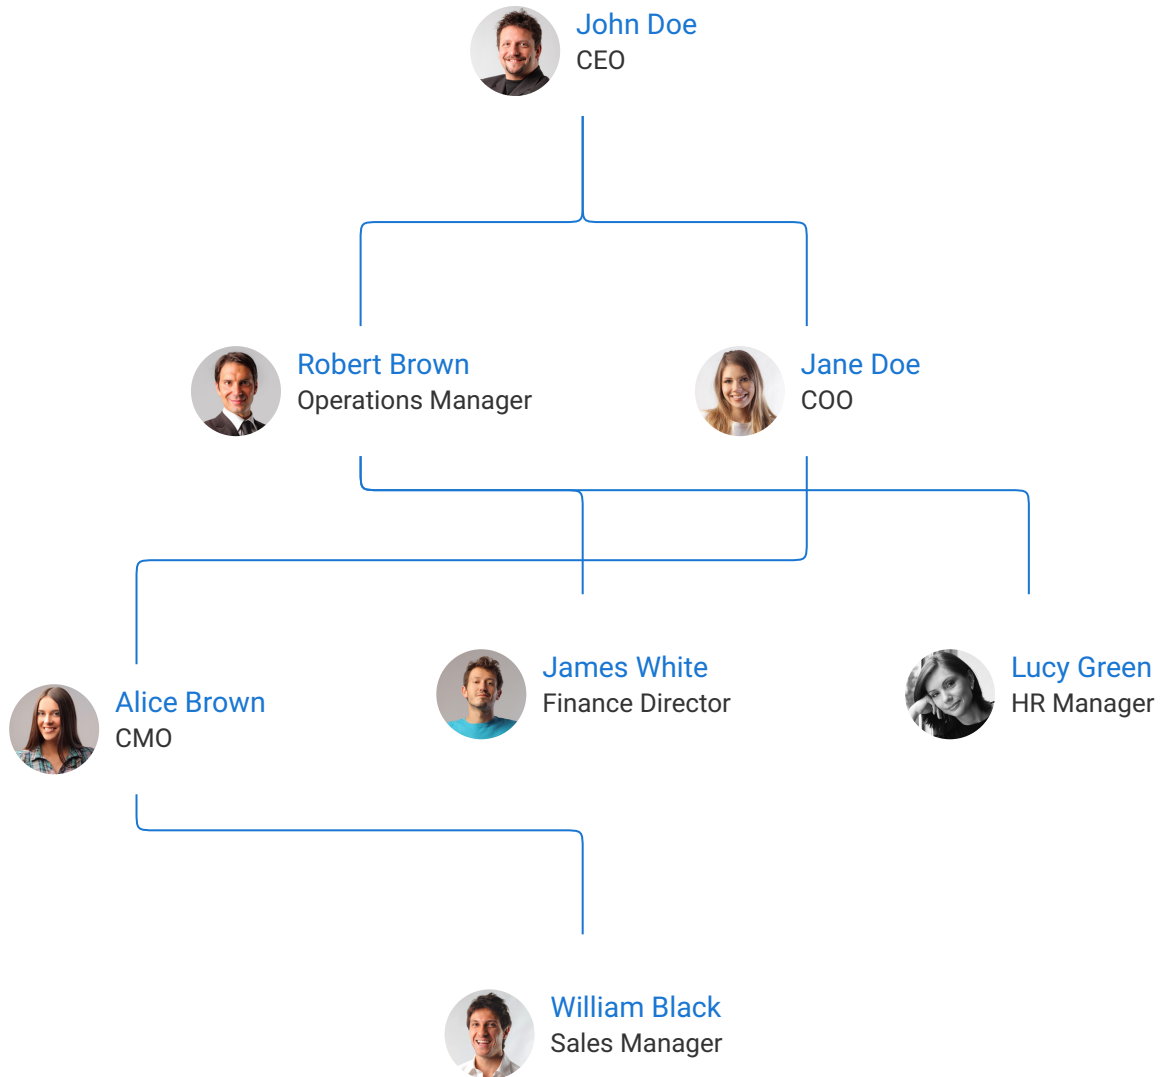 John Doe
CEO
Robert Brown
Operations Manager
Jane Doe
COO
Alice Brown
CMO
James White
Finance Director
Lucy Green
HR Manager
William Black
Sales Manager